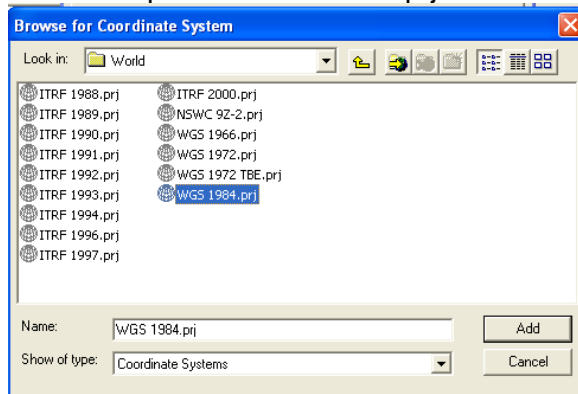 Browse for Coordinate System
Look in: World
ITRF 1988.prj
ITRF 1989.prj
ITRF 1990.prj
ITRF 1991.prj
ITRF 1992.prj
ITRF 1993.prj
ITRF 1994.prj
ITRF 1996.prj
ITRF 1997.prj
ITRF 2000.prj
NSWC 9Z-2.prj
WGS 1966.prj
WGS 1972.prj
WGS 1972 TBE.prj
WGS 1984.prj
Name: WGS 1984.prj Add
Show of type: Coordinate Systems Cancel